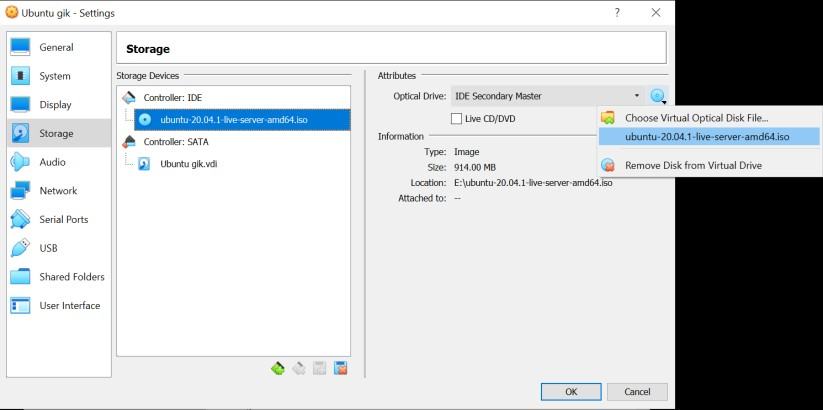 Ubuntu gik - Settings
?
General
System
Display
Storage
Audio
Network
Serial Ports
USB
Shared Folders
User Interface
Storage
Storage Devices
Controller: IDE
ubuntu-20.04.1-live-server-amd64.iso
Controller: SATA
Ubuntu gik.vdi
Attributes
Optical Drive: IDE Secondary Master
Live CD/DVD
Information
Type: Image
Size: 914.00 MB
Location: E:\ubuntu-20.04.1-live-server-amd64.iso
Attached to: --
Choose Virtual Optical Disk File...
ubuntu-20.04.1-live-server-amd64.iso
Remove Disk from Virtual Drive
OK Cancel